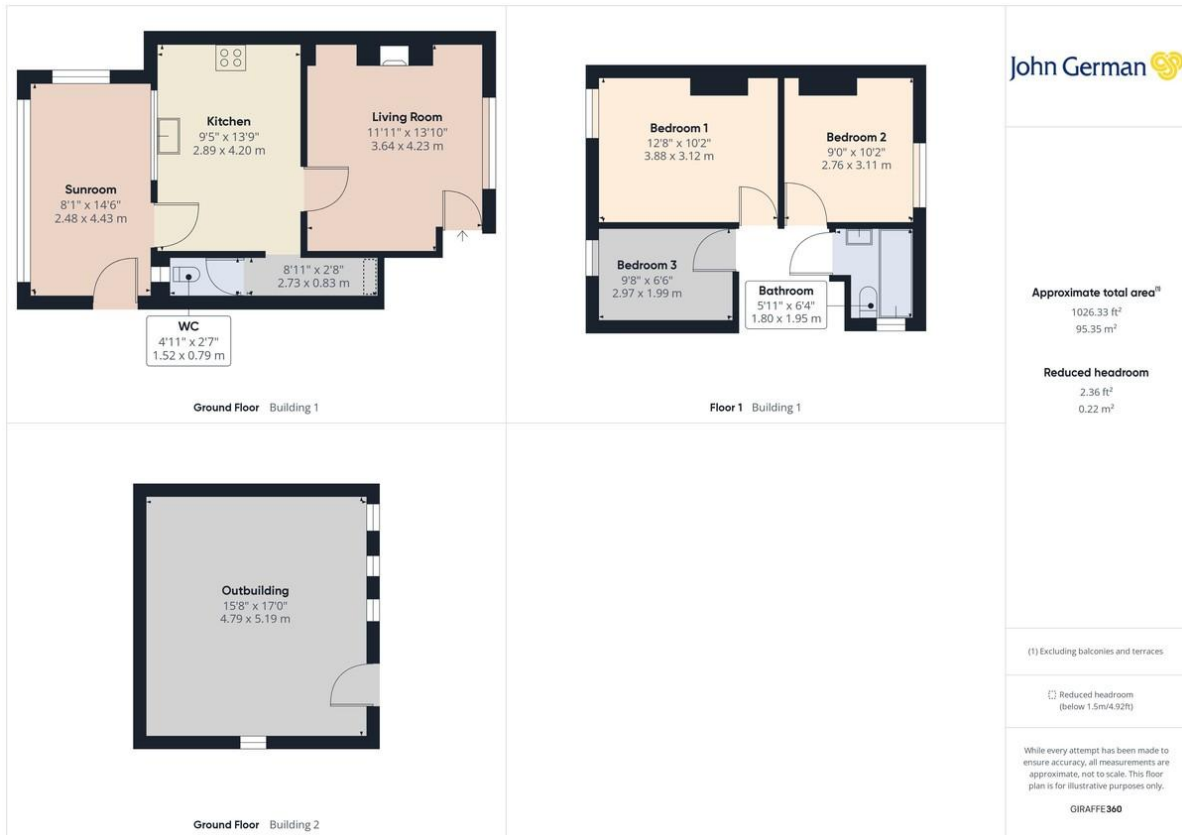 Kitchen
9'5" x 13'9"
2.89 x 4.20 m
Living Room
11'11" x 13'10"
3.64 x 4.23 m
Sunroom
8'1" x 14'6"
2.48 x 4.43 m
8'11" x 2'8"
2.73 x 0.83 m
WC
4'11" x 2'7"
1.52 x 0.79 m
Ground Floor Building 1
Bedroom 1
12'8" x 10'2"
3.88 x 3.12 m
Bedroom 2
9'0" x 10'2"
2.76 x 3.11 m
Bedroom 3
9'8" x 6'6"
2.97 x 1.99 m
Bathroom
5'11" x 6'4"
1.80 x 1.95 m
Floor 1 Building 1
Outbuilding
15'8" x 17'0"
4.79 x 5.19 m
Ground Floor Building 2
John German
Approximate total area(1)
1026.33 ft²
95.35 m²
Reduced headroom
2.36 ft²
0.22 m²
(1) Excluding balconies and terraces
Reduced headroom
(below 1.5m/4.92ft)
While every attempt has been made to
ensure accuracy, all measurements are
approximate, not to scale. This floor
plan is for illustrative purposes only.
GIRAFFE360